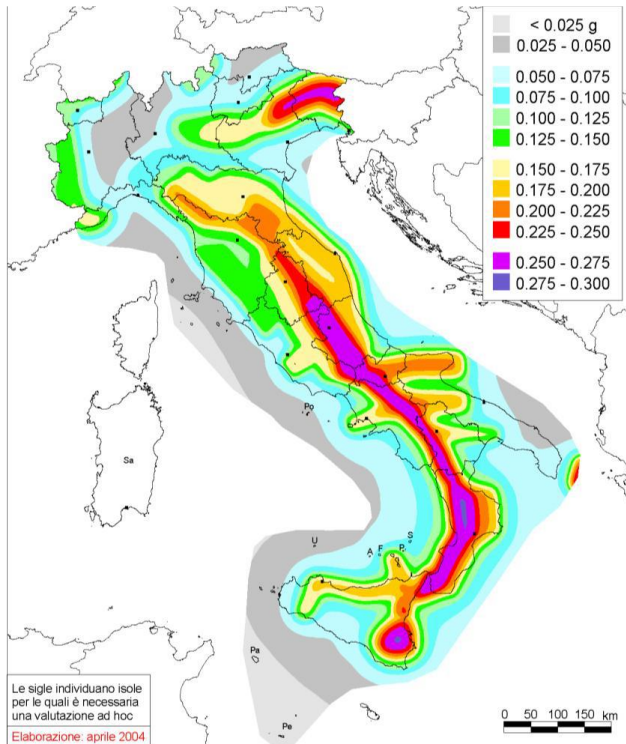 < 0.025 g
0.025 - 0.050
0.050 - 0.075
0.075 - 0.100
0.100 - 0.125
0.125 - 0.150
0.150 - 0.175
0.175 - 0.200
0.200 - 0.225
0.225 - 0.250
0.250 - 0.275
0.275 - 0.300
Po
Sa
U
A
F
P
S
Pa
Pe
Le sigle individuano isole
per le quali è necessaria
una valutazione ad hoc
Elaborazione: aprile 2004
0 50 100 150 km